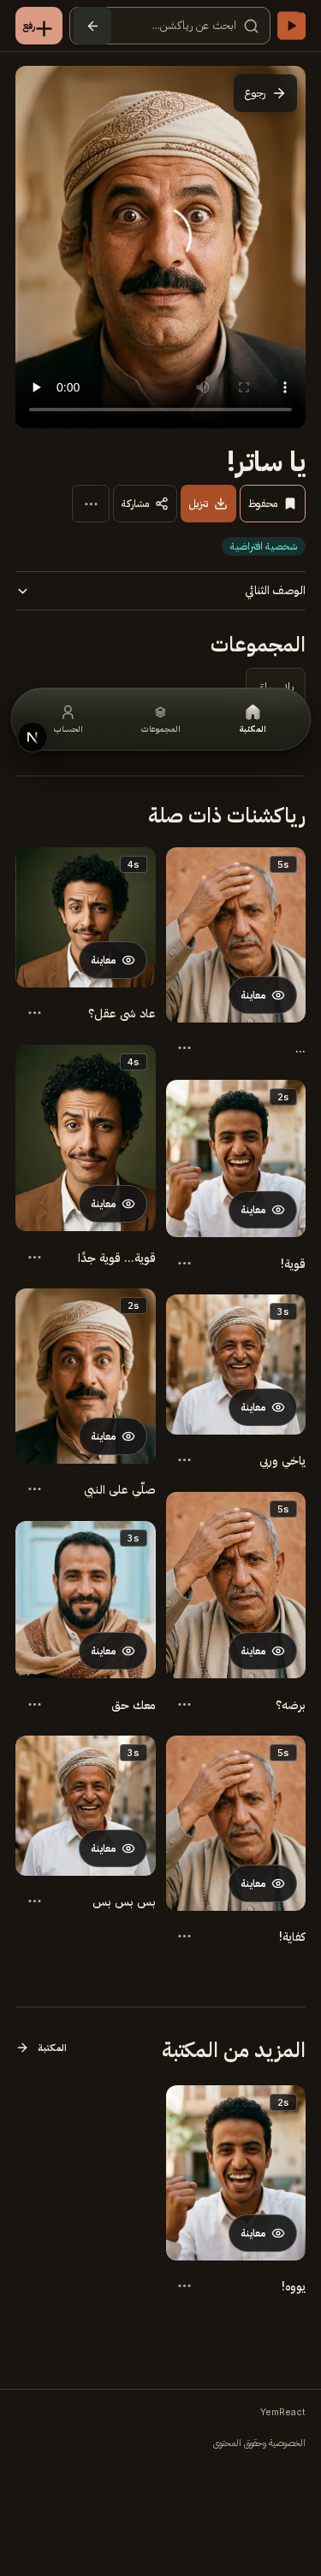 ابحث عن رياكشن...
رفع
رجوع
0:00
يا ساتر!
محفوظ
تنزيل
مشاركة
شخصية افتراضية
الوصف الثنائي
المجموعات
المكتبة
المجموعات
الحساب
N
رياكشنات ذات صلة
5s
معاينة
...
4s
معاينة
عاد شي عقل؟
2s
معاينة
قوية!
4s
معاينة
قوية... قوية جدًا
3s
معاينة
ياخي وربي
2s
معاينة
صلّي على النبي
5s
معاينة
برضه؟
3s
معاينة
معك حق
5s
معاينة
كفاية!
3s
معاينة
بس بس بس
المزيد من المكتبة
المكتبة
2s
معاينة
يووه!
YemReact
الخصوصية وحقوق المحتوى